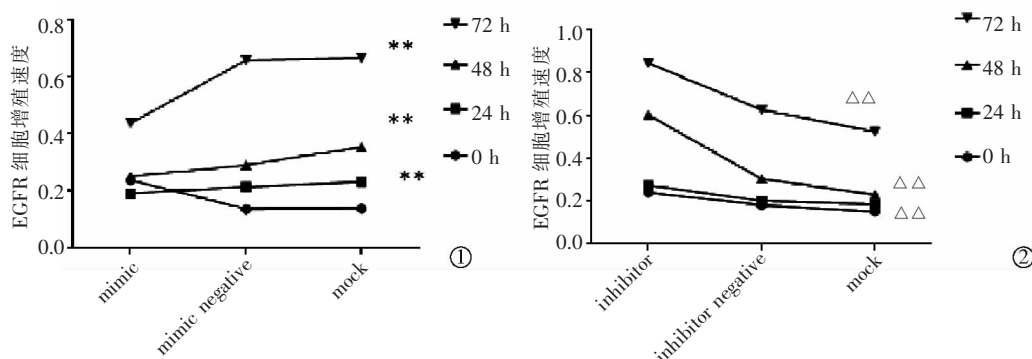 EGFR 细胞增殖速度
0.8
0.6
0.4
0.2
0.0
mimic
mimic negative
mock
**
**
**
72 h
48 h
24 h
0 h
①
EGFR 细胞增殖速度
1.0
0.8
0.6
0.4
0.2
0.0
inhibitor
inhibitor negative
mock
△△
△△
△△
72 h
48 h
24 h
0 h
②